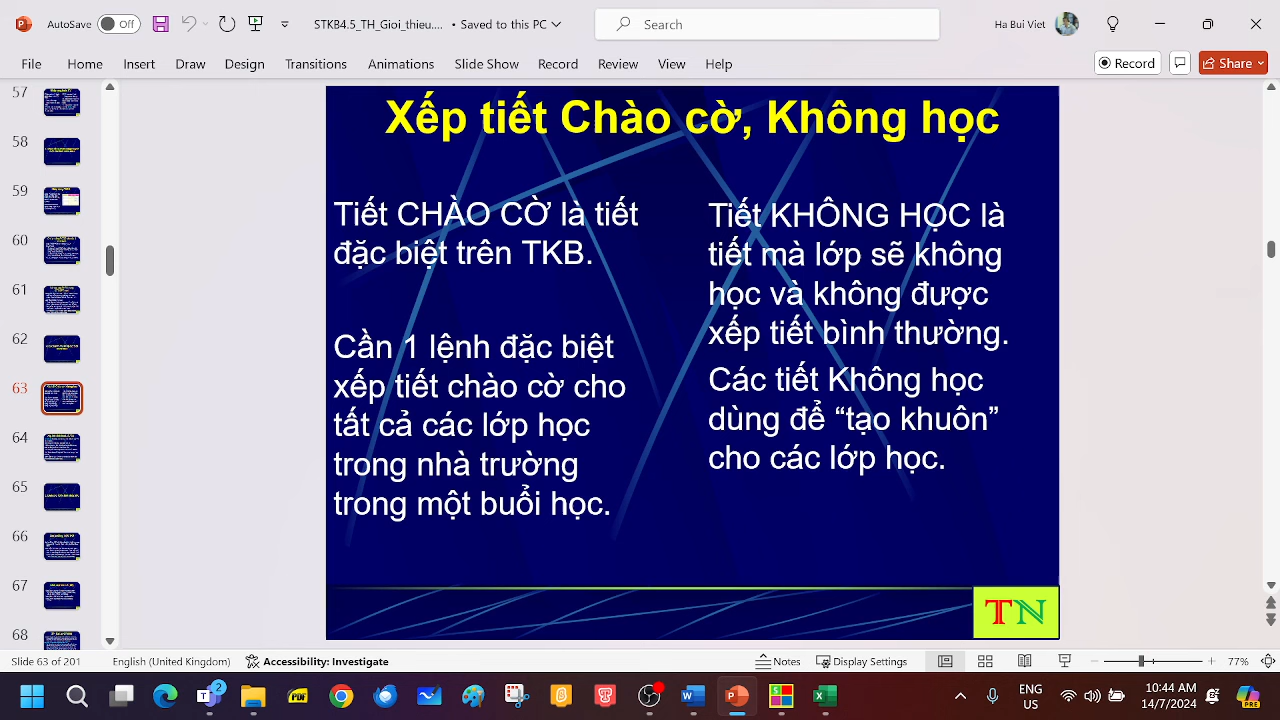 AutoSave Off STKB4.5_TH_Gioi_thieu.... • Saved to this PC Search Ha Bui Viet
File Home Insert Draw Design Transitions Animations Slide Show Record Review View Help Record Share
57
58
59
60
61
62
63
64
65
66
67
68
Xếp tiết Chào cờ, Không học
Tiết CHÀO CỜ là tiết
đặc biệt trên TKB.
Cần 1 lệnh đặc biệt
xếp tiết chào cờ cho
tất cả các lớp học
trong nhà trường
trong một buổi học.
Tiết KHÔNG HỌC là
tiết mà lớp sẽ không
học và không được
xếp tiết bình thường.
Các tiết Không học
dùng để “tạo khuôn”
cho các lớp học.
TN
Slide 63 of 201 English (United Kingdom) Accessibility: Investigate Notes Display Settings 77%
ENG
US
10:44 AM
14/7/2024
PDF
PRE